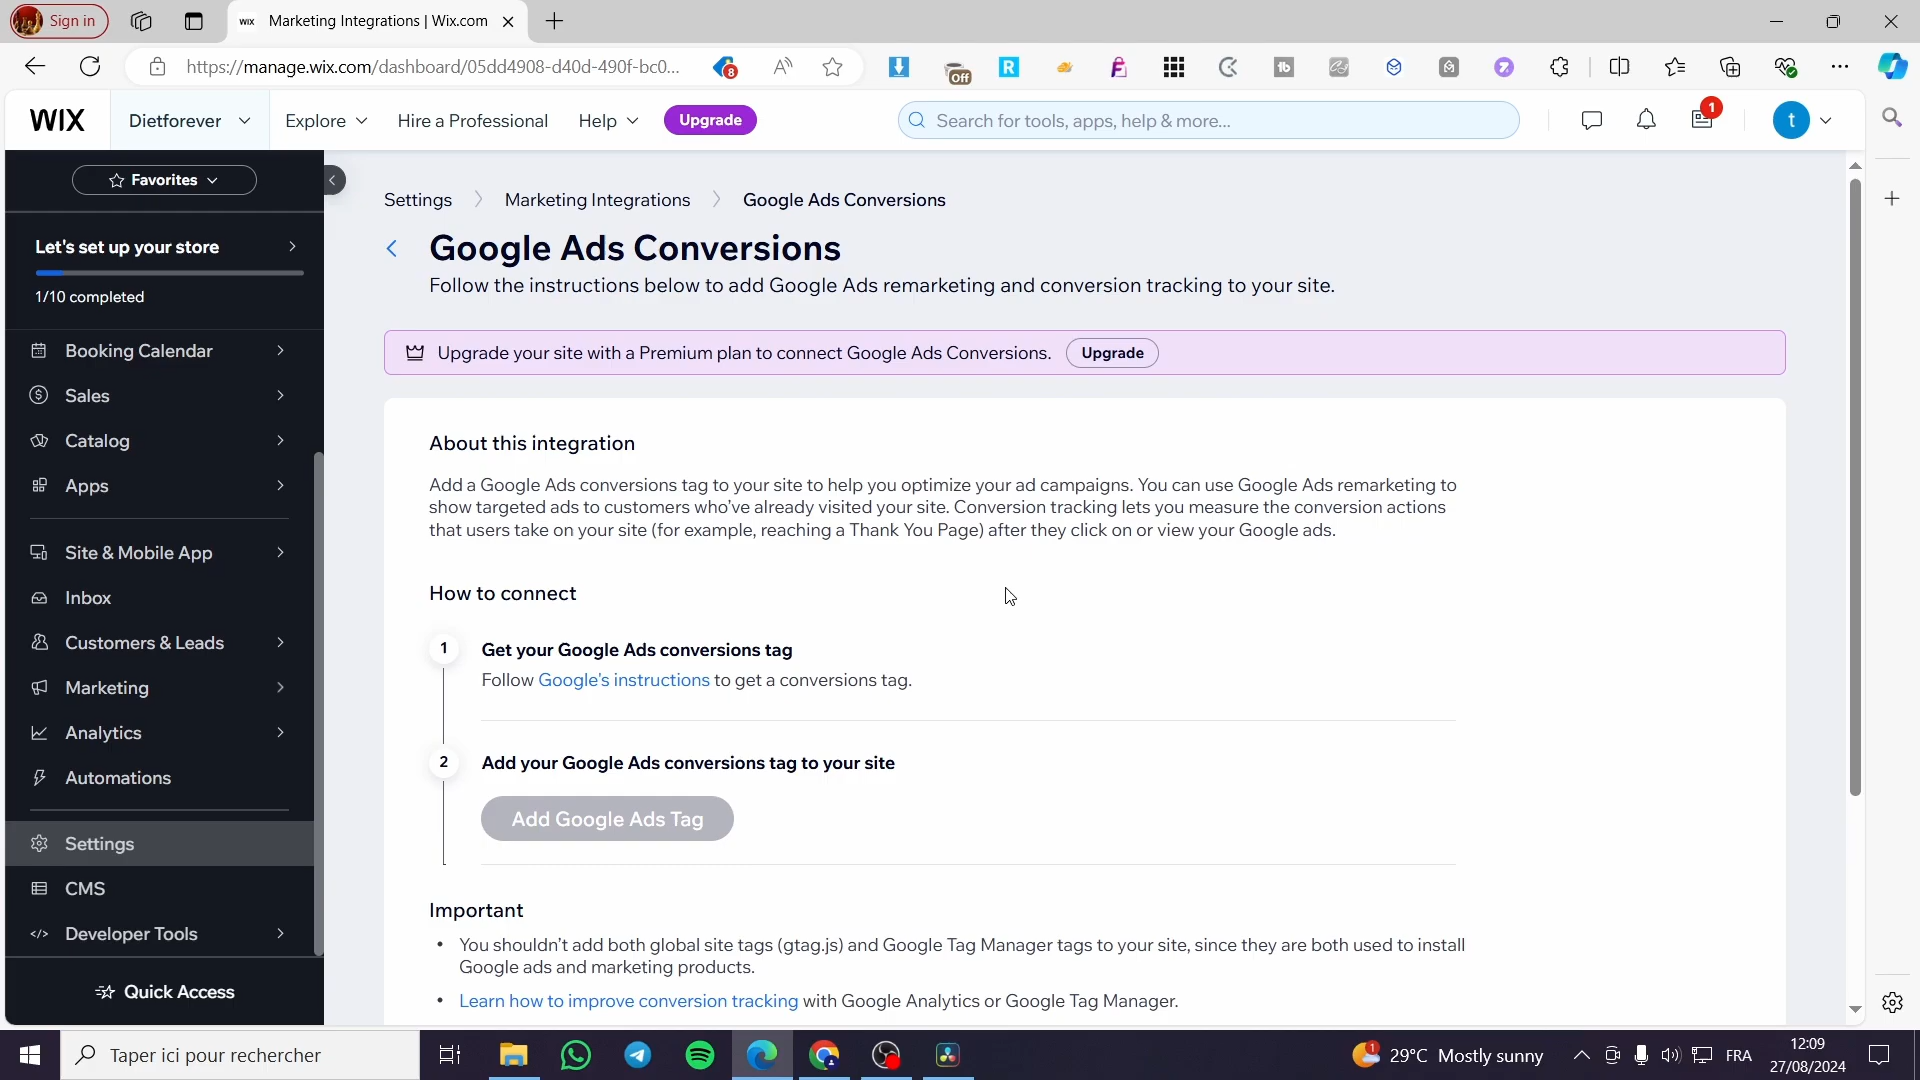 Sign in
WIX Marketing Integrations | Wix.com
https://manage.wix.com/dashboard/05dd4908-d40d-490f-bc0...
8
Off
R
tb
WIX
Dietforever
Explore
Hire a Professional
Help
Upgrade
Search for tools, apps, help & more...
1
t
Favorites
Let's set up your store
1/10 completed
Booking Calendar
Sales
Catalog
Apps
Site & Mobile App
Inbox
Customers & Leads
Marketing
Analytics
Automations
Settings
CMS
Developer Tools
Quick Access
Settings
Marketing Integrations
Google Ads Conversions
Google Ads Conversions
Follow the instructions below to add Google Ads remarketing and conversion tracking to your site.
Upgrade your site with a Premium plan to connect Google Ads Conversions. Upgrade
About this integration
Add a Google Ads conversions tag to your site to help you optimize your ad campaigns. You can use Google Ads remarketing to
show targeted ads to customers who've already visited your site. Conversion tracking lets you measure the conversion actions
that users take on your site (for example, reaching a Thank You Page) after they click on or view your Google ads.
How to connect
1 Get your Google Ads conversions tag
Follow Google's instructions to get a conversions tag.
2 Add your Google Ads conversions tag to your site
Add Google Ads Tag
Important
• You shouldn't add both global site tags (gtag.js) and Google Tag Manager tags to your site, since they are both used to install
Google ads and marketing products.
• Learn how to improve conversion tracking with Google Analytics or Google Tag Manager.
Taper ici pour rechercher
1
29°C Mostly sunny
FRA
12:09
27/08/2024